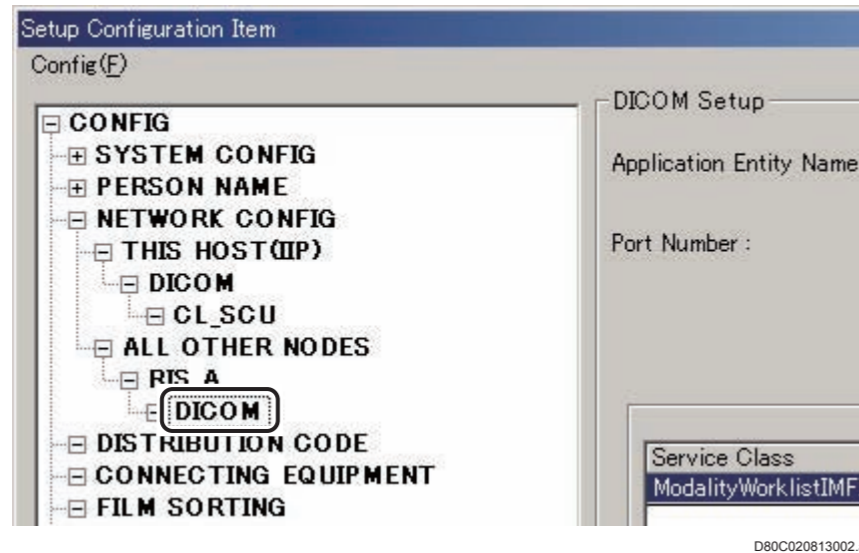 Setup Configuration Item
Config(F)
CONFIG
SYSTEM CONFIG
PERSON NAME
NETWORK CONFIG
THIS HOST(IIP)
DICOM
CL_SCU
ALL OTHER NODES
RIS_A
DICOM
DISTRIBUTION CODE
CONNECTING EQUIPMENT
FILM SORTING
DICOM Setup
Application Entity Name
Port Number :
Service Class
ModalityWorklistIMF
D80C020813002.